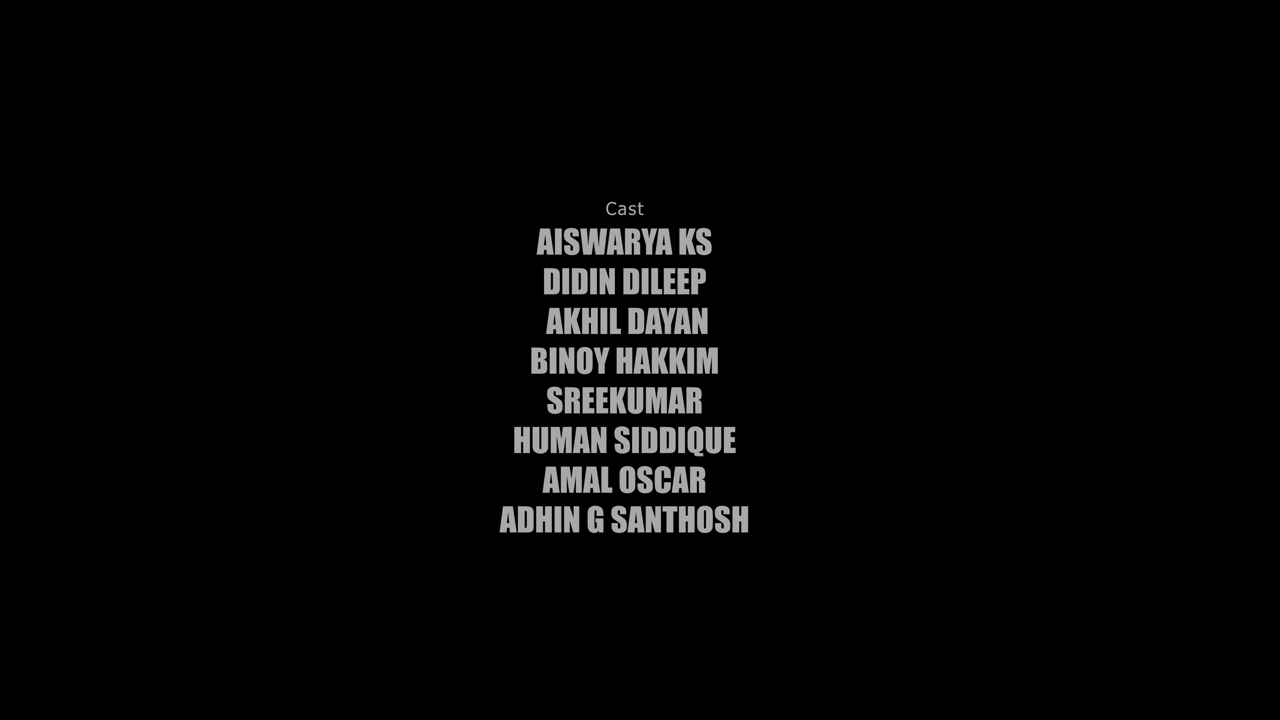 Cast
AISWARYA KS
DIDIN DILEEP
AKHIL DAYAN
BINOY HAKKIM
SREEKUMAR
HUMAN SIDDIQUE
AMAL OSCAR
ADHIN G SANTHOSH